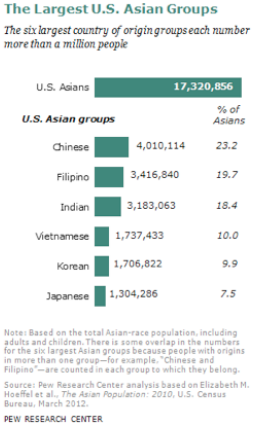 The Largest U.S. Asian Groups
The six largest country of origin groups each number
more than a million people
U.S. Asians 17,320,856
U.S. Asian groups % of Asians
Chinese 4,010,114 23.2
Filipino 3,416,840 19.7
Indian 3,183,063 18.4
Vietnamese 1,737,433 10.0
Korean 1,706,822 9.9
Japanese 1,304,286 7.5
Note: Based on the total Asian-race population, including
adults and children. There is some overlap in the numbers
for the six largest Asian groups because people with origins
in more than one group—for example. "Chinese and
Filipino"—are counted in each group to which they belong.
Source: Pew Research Center analysis based on Elizabeth M.
Hoeffel et al., The Asian Population: 2010, U.S. Census
Bureau, March 2012.
PEW RESEARCH CENTER